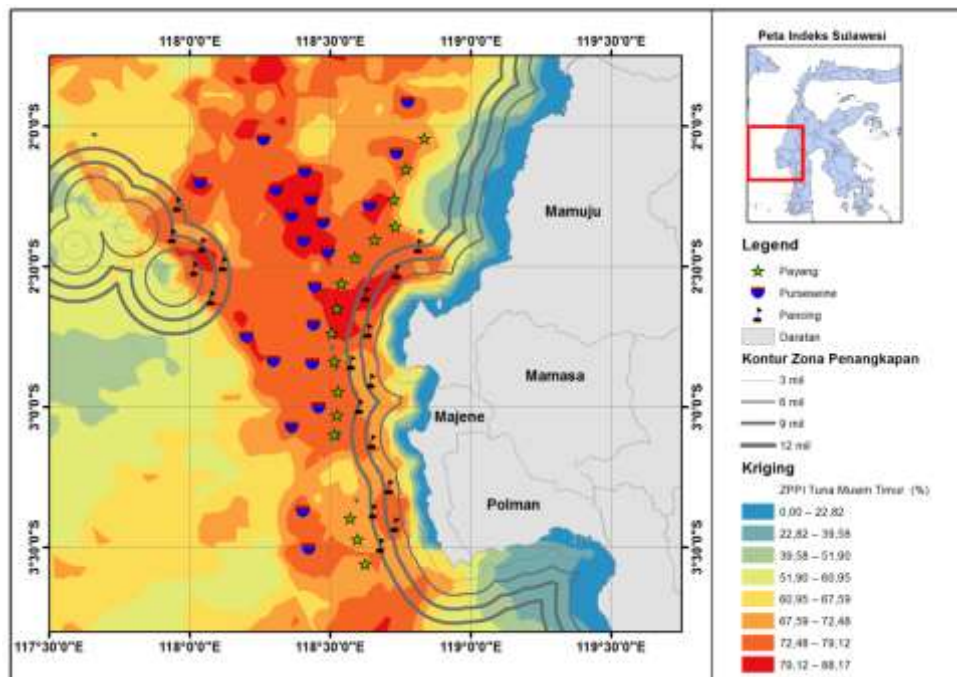 118°0'0"E 118°30'0"E 119°0'0"E 119°30'0"E
2°0'0"S 2°0'0"S
2°30'0"S 2°30'0"S
3°0'0"S 3°0'0"S
3°30'0"S 3°30'0"S
117°30'0"E 118°0'0"E 118°30'0"E 119°0'0"E 119°30'0"E
Mamuju
Mamasa
Majene
Polman
Peta Indeks Sulawesi
Legend
Payang
Purseseine
Pancing
Daratan
Kontur Zona Penangkapan
3 mil
6 mil
9 mil
12 mil
Kriging
ZPPI Tuna Musim Timur (%)
0,00 – 22,82
22,82 – 39,58
39,58 – 51,90
51,90 – 60,95
60,95 – 67,59
67,59 – 72,48
72,48 – 79,12
79,12 – 88,17